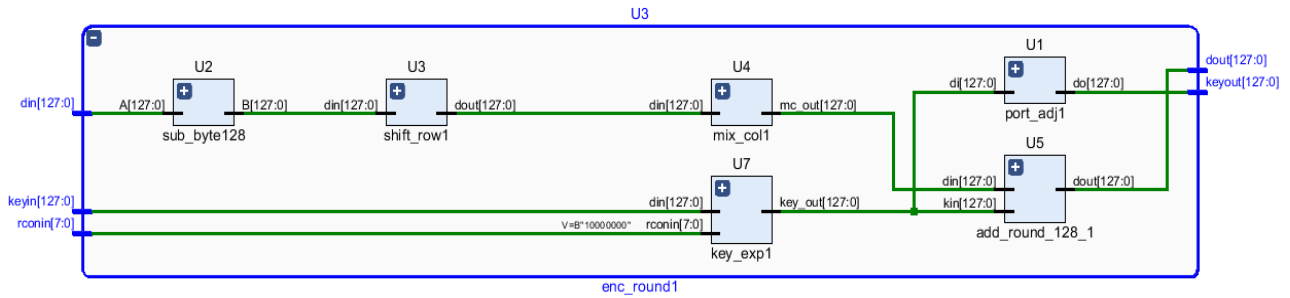 U3
U2
U3
U4
U1
dout[127:0]
keyout[127:0]
din[127:0]
A[127:0]
B[127:0]
din[127:0]
dout[127:0]
din[127:0]
mc_out[127:0]
di[127:0]
do[127:0]
sub_byte128
shift_row1
mix_col1
port_adj1
U7
U5
keyin[127:0]
din[127:0]
key_out[127:0]
din[127:0]
dout[127:0]
kin[127:0]
rconin[7:0]
V=B"10000000"
rconin[7:0]
key_exp1
add_round_128_1
enc_round1